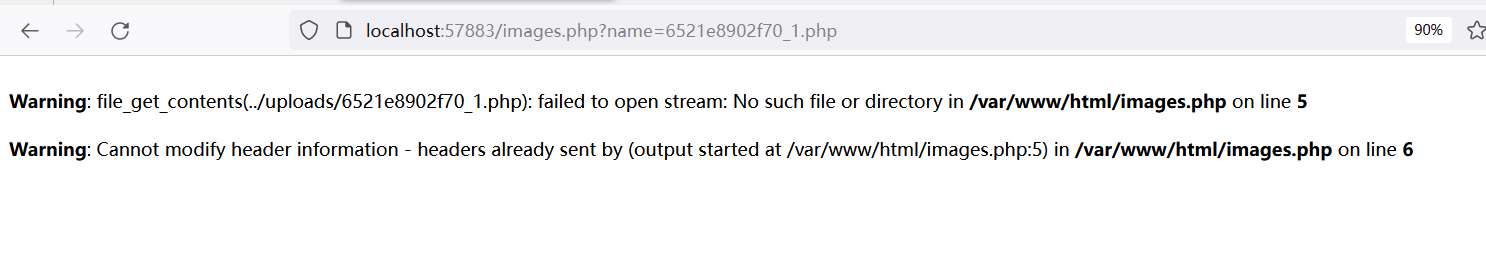 localhost:57883/images.php?name=6521e8902f70_1.php 90%
Warning: file_get_contents(../uploads/6521e8902f70_1.php): failed to open stream: No such file or directory in /var/www/html/images.php on line 5
Warning: Cannot modify header information - headers already sent by (output started at /var/www/html/images.php:5) in /var/www/html/images.php on line 6